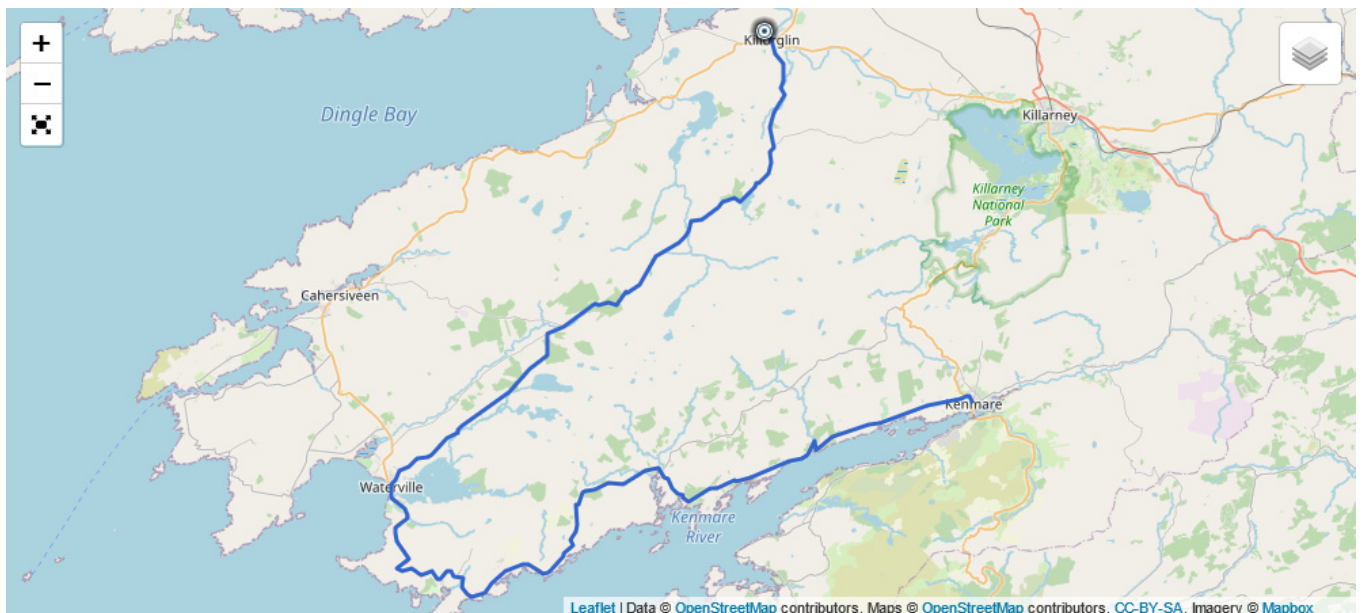 +
−
Killorglin
Dingle Bay
Killarney
Killarney
National
Park
Cahersiveen
Kenmare
Waterville
Kenmare
River
Leaflet | Data © OpenStreetMap contributors, Maps © OpenStreetMap contributors, CC-BY-SA, Imagery © Mapbox